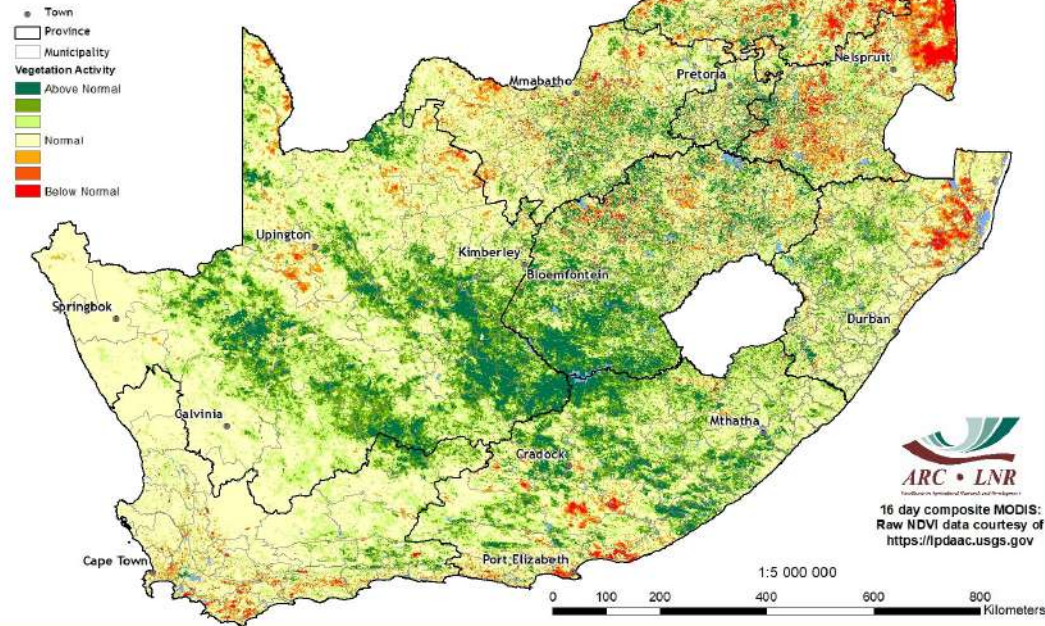 Town
Province
Municipality
Vegetation Activity
Above Normal
Normal
Below Normal
Nelspruit
Pretoria
Mmabatho
Upington
Kimberley
Bloemfontein
Springbok
Durban
Calvinia
Mthatha
Cradock
Cape Town
Port Elizabeth
ARC • LNR
16 day composite MODIS:
Raw NDVI data courtesy of
https://lpdaac.usgs.gov
1:5 000 000
0 100 200 400 600 800
Kilometers